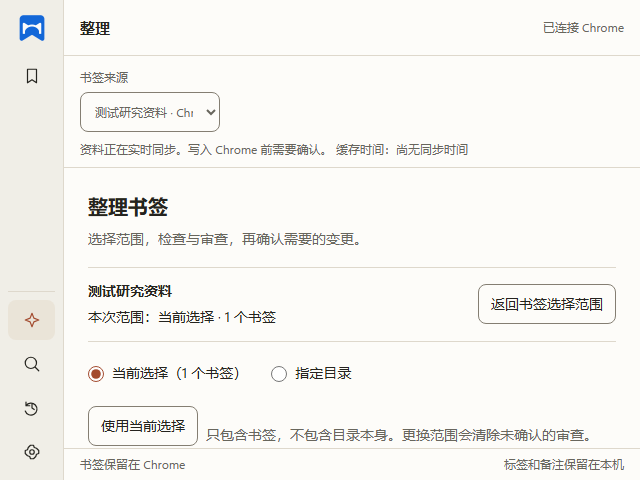 整理
已连接 Chrome
书签来源
测试研究资料 · Chr
资料正在实时同步。写入 Chrome 前需要确认。 缓存时间：尚无同步时间
整理书签
选择范围，检查与审查，再确认需要的变更。
测试研究资料
本次范围：当前选择 · 1 个书签
返回书签选择范围
当前选择（1 个书签）
指定目录
使用当前选择
只包含书签，不包含目录本身。更换范围会清除未确认的审查。
书签保留在 Chrome
标签和备注保留在本机